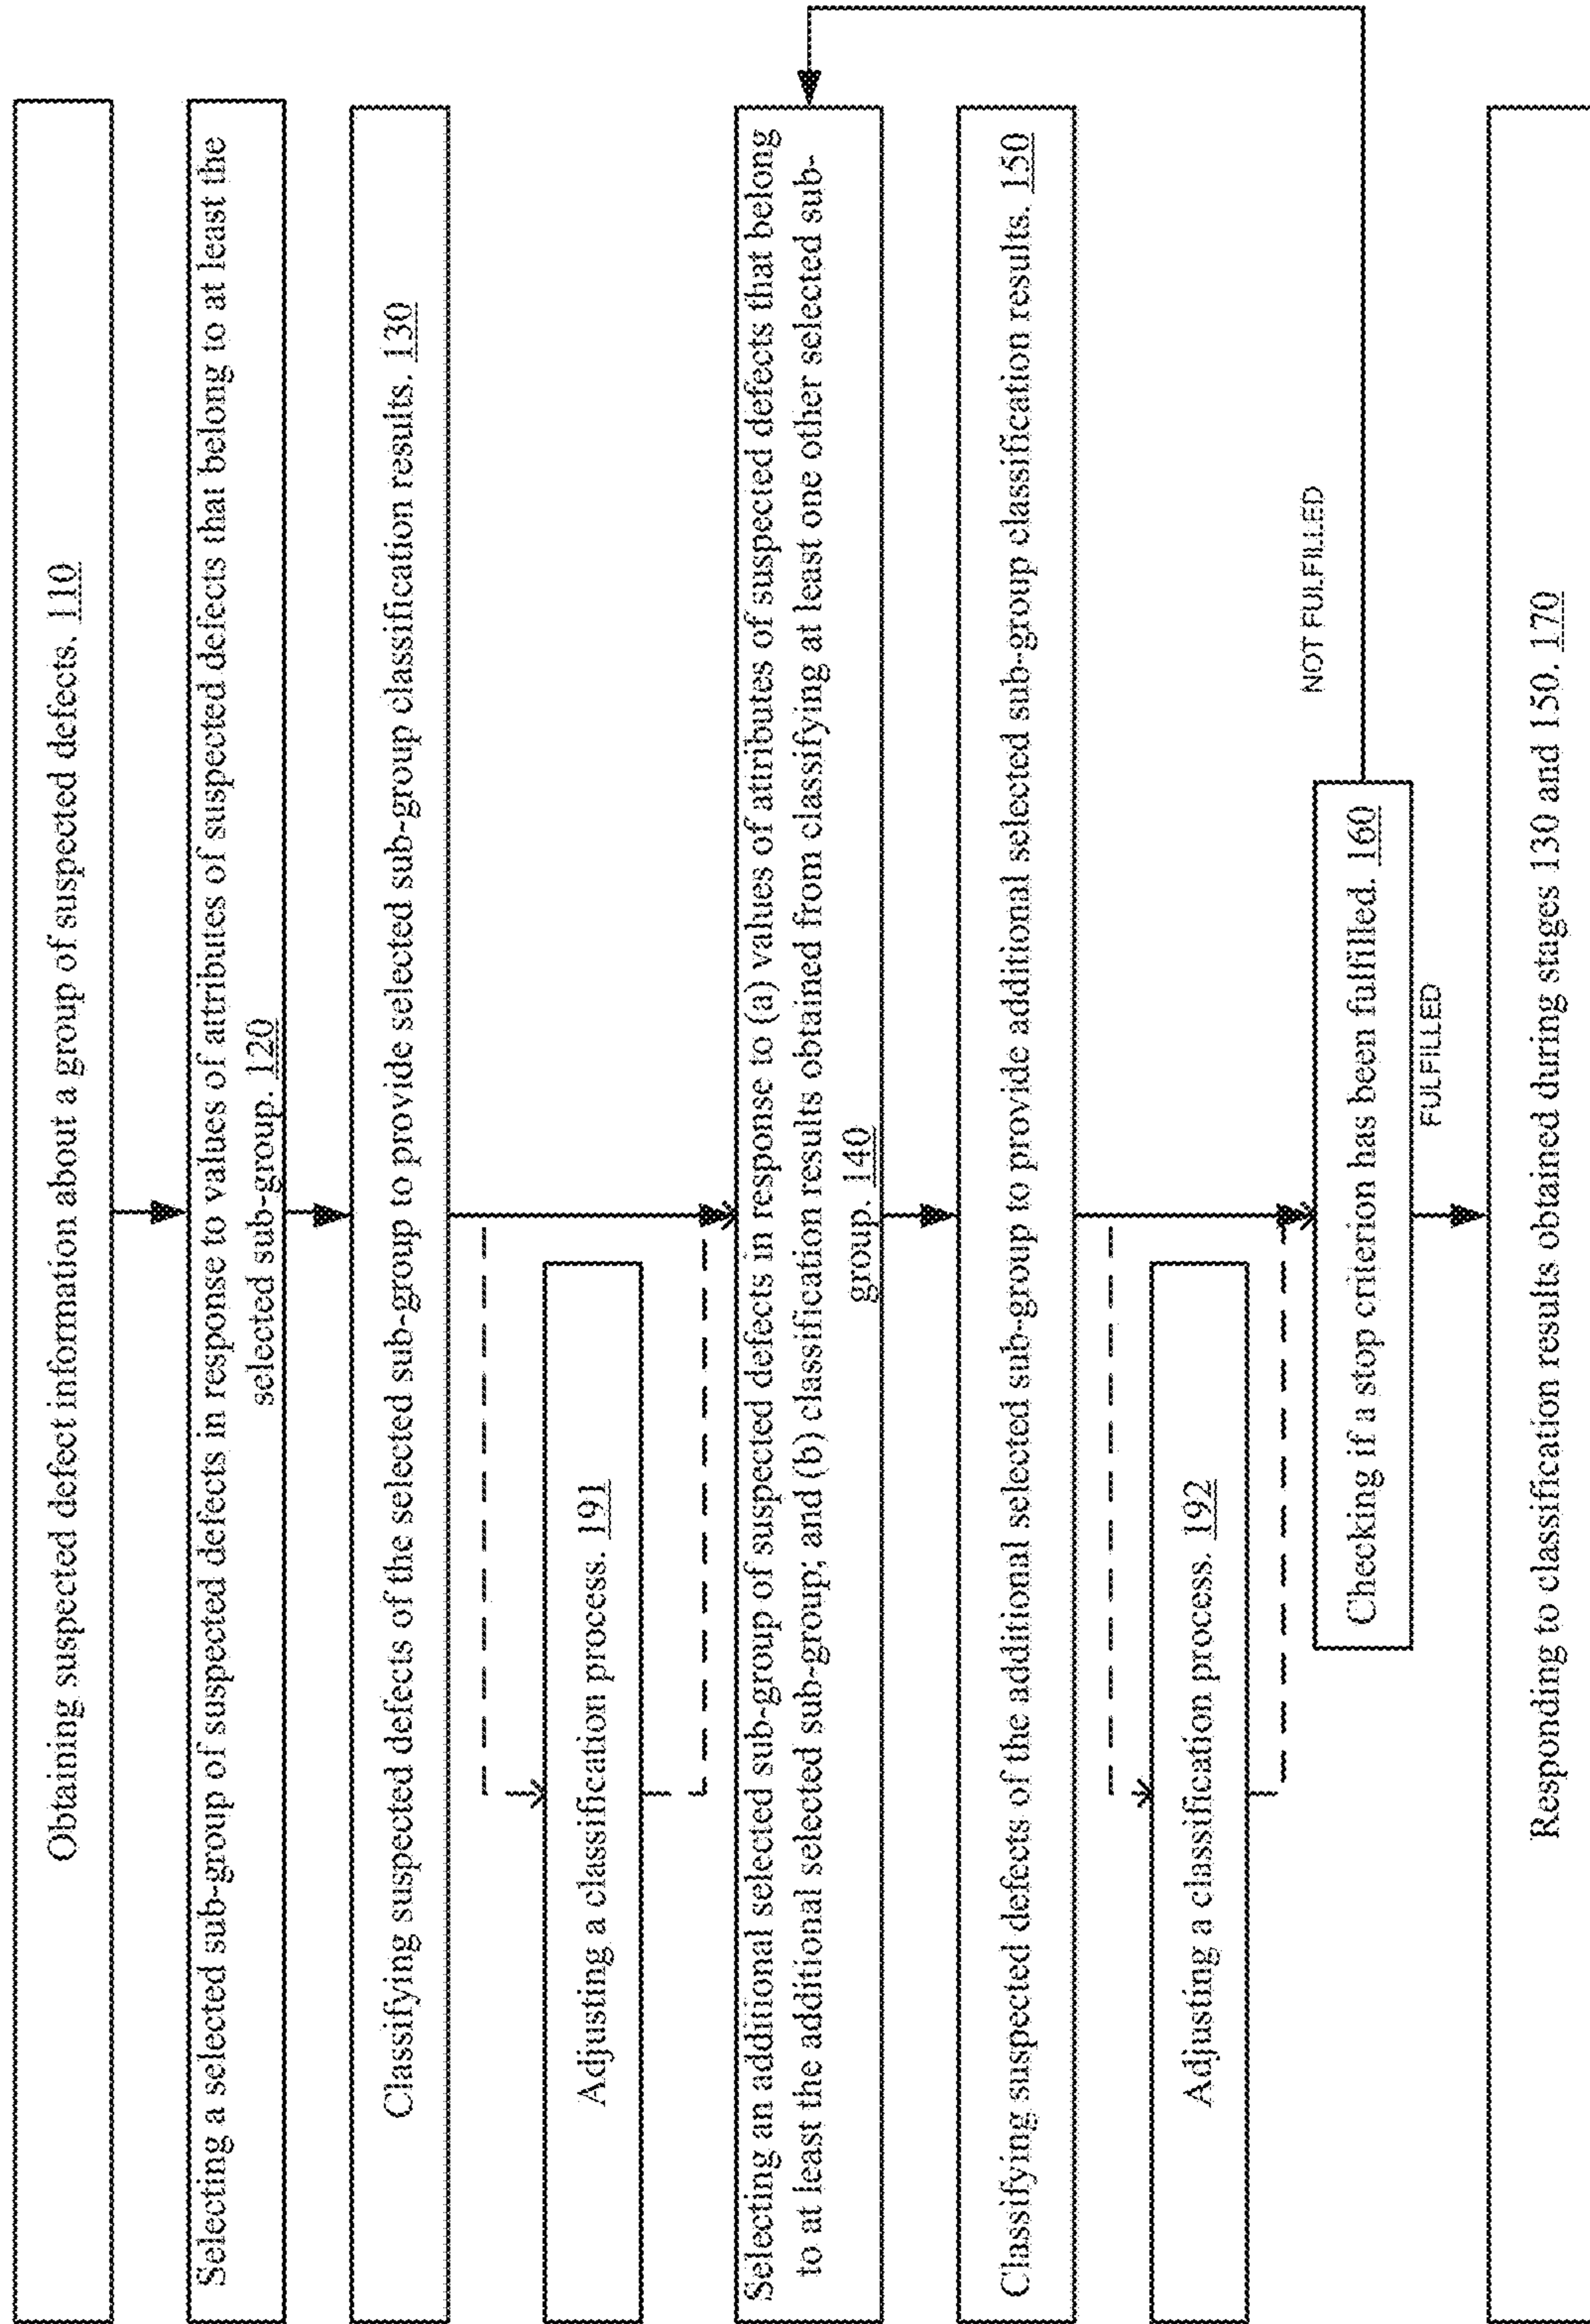 Obtaining suspected defect information about a group of suspected defects. 110
Selecting a selected sub-group of suspected defects in response to values of attributes of suspected defects that belong to at least the
selected sub-group. 120
Classifying suspected defects of the selected sub-group to provide selected sub-group classification results. 130
Adjusting a classification process. 191
Selecting an additional selected sub-group of suspected defects in response to (a) values of attributes of suspected defects that belong
to at least the additional selected sub-group; and (b) classification results obtained from classifying at least one other selected sub-
group. 140
Classifying suspected defects of the additional selected sub-group to provide additional selected sub-group classification results. 150
Adjusting a classification process. 192
NOT FULFILLED
Checking if a stop criterion has been fulfilled. 160
FULFILLED
Responding to classification results obtained during stages 130 and 150. 170